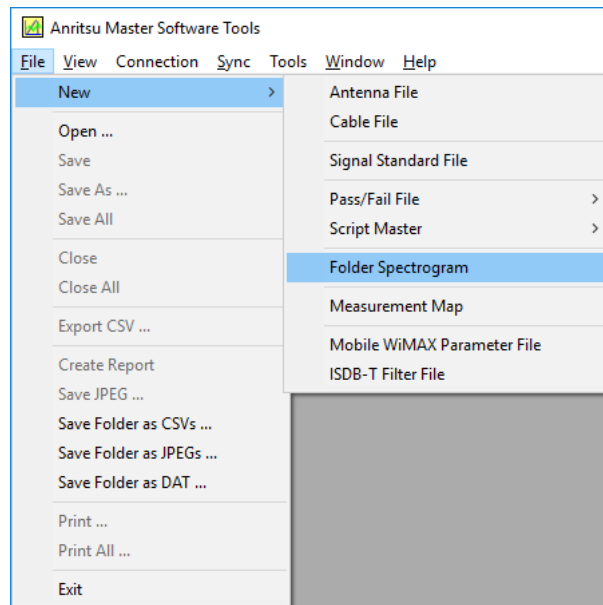 Anritsu Master Software Tools
File View Connection Sync Tools Window Help
New
Open ...
Save
Save As ...
Save All
Close
Close All
Export CSV ...
Create Report
Save JPEG ...
Save Folder as CSVs ...
Save Folder as JPEGs ...
Save Folder as DAT ...
Print ...
Print All ...
Exit
Antenna File
Cable File
Signal Standard File
Pass/Fail File
Script Master
Folder Spectrogram
Measurement Map
Mobile WiMAX Parameter File
ISDB-T Filter File